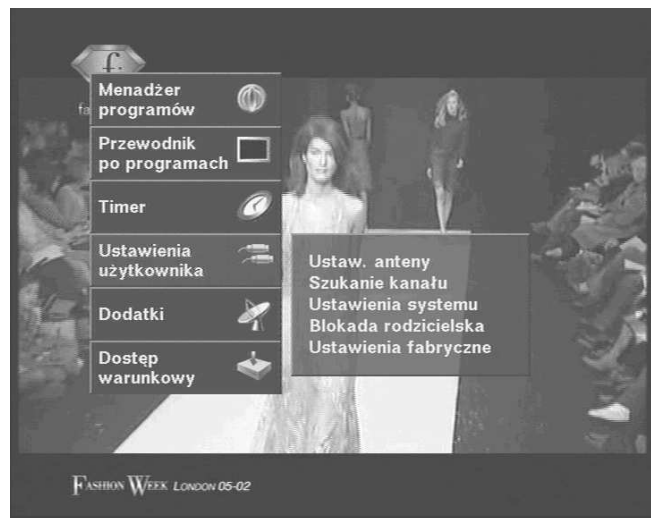 f.
fa
Menadżer
programów
Przewodnik
po programach
Timer
Ustawienia
użytkownika
Dodatki
Dostęp
warunkowy
Ustaw. anteny
Szukanie kanału
Ustawienia systemu
Blokada rodzicielska
Ustawienia fabryczne
FASHION WEEK LONDON 05-02